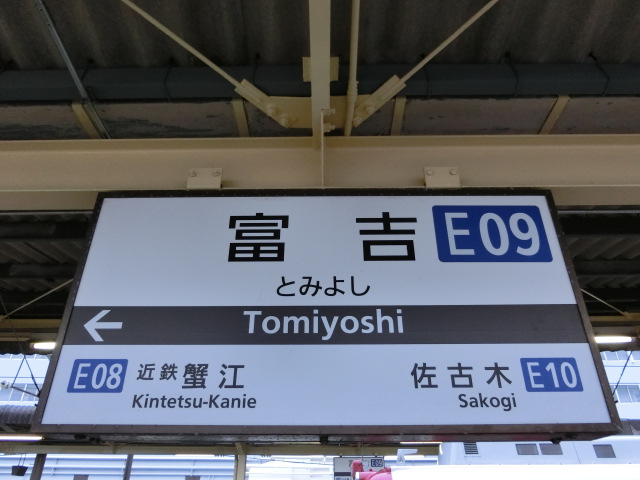 富吉 E09
とみよし
← Tomiyoshi
E08 近鉄蟹江 佐古木 E10
Kintetsu-Kanie Sakogi